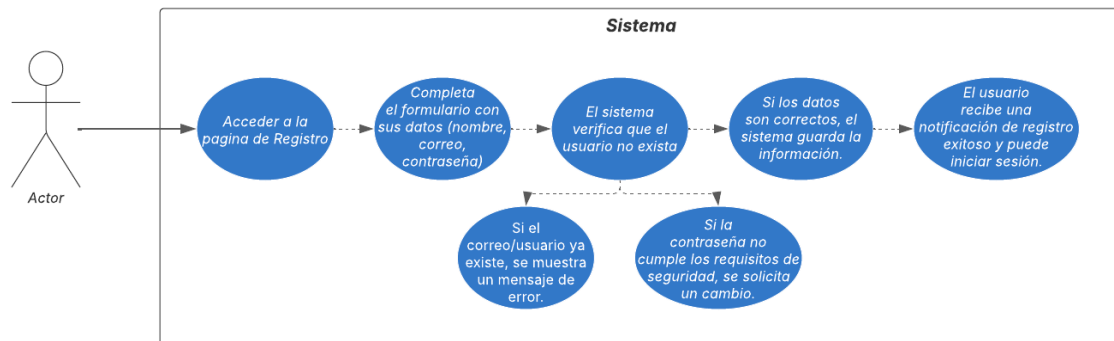 Sistema
Actor
Acceder a la
pagina de Registro
Completa
el formulario con
sus datos (nombre,
correo,
contraseña)
El sistema
verifica que el
usuario no exista
Si los datos
son correctos, el
sistema guarda la
información.
El usuario
recibe una
notificación de registro
exitoso y puede
iniciar sesión.
Si el
correo/usuario ya
existe, se muestra
un mensaje de
error.
Si la
contraseña no
cumple los requisitos de
seguridad, se solicita
un cambio.